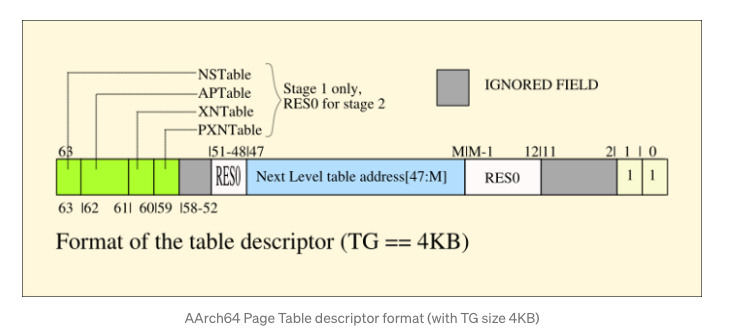 NSTable
APTable
XNTable
PXNTable
Stage 1 only,
RES0 for stage 2
IGNORED FIELD
63 |51-48|47 M|M-1 12|11 2| 1 | 0
RES0 Next Level table address[47:M] RES0 1 1
63 |62 61| 60|59 |58-52
Format of the table descriptor (TG == 4KB)
AArch64 Page Table descriptor format (with TG size 4KB)